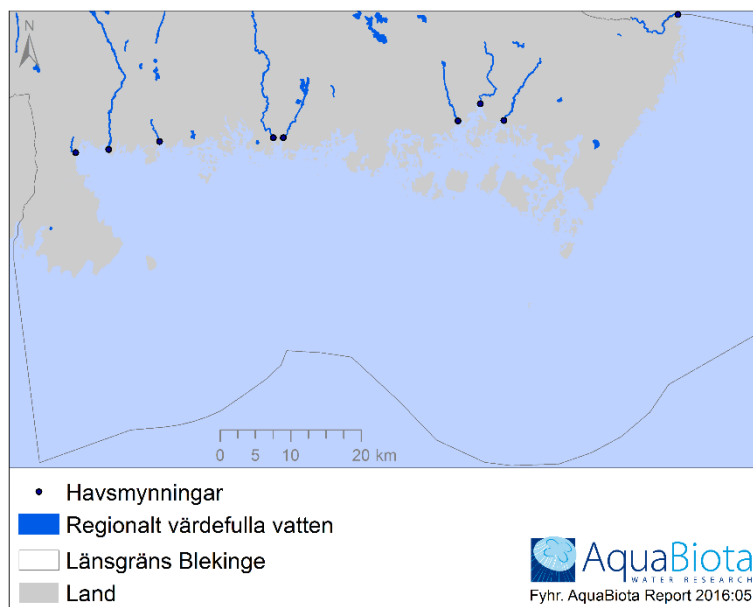 N
0 5 10 20 km
Havsmynningar
Regionalt värdefulla vatten
Länsgräns Blekinge
Land
AquaBiota
WATER RESEARCH
Fyhr. AquaBiota Report 2016:05